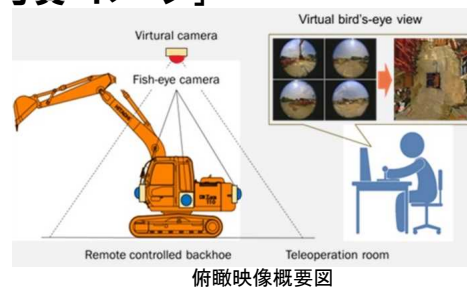 Virtural camera
Fish-eye camera
Virtual bird's-eye view
Remote controlled backhoe
Teleoperation room
俯瞰映像概要図